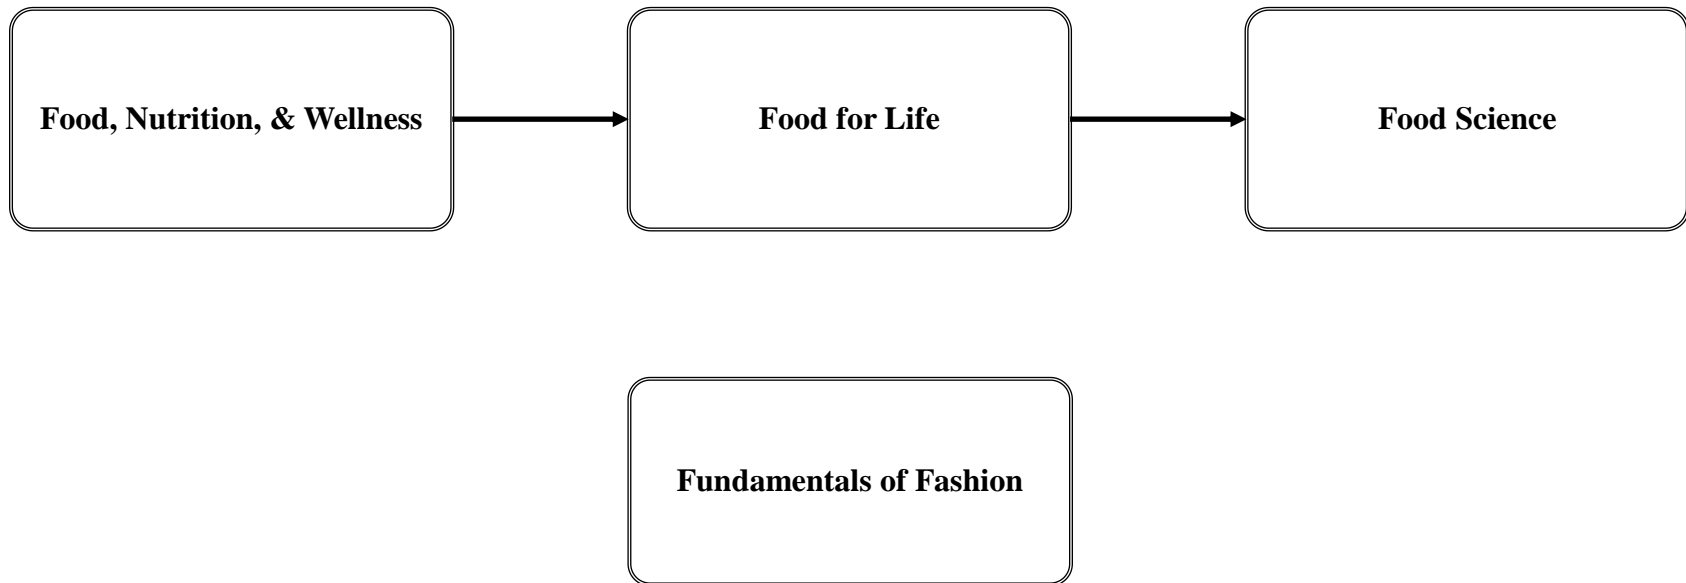 Food, Nutrition, & Wellness
Food for Life
Food Science
Fundamentals of Fashion